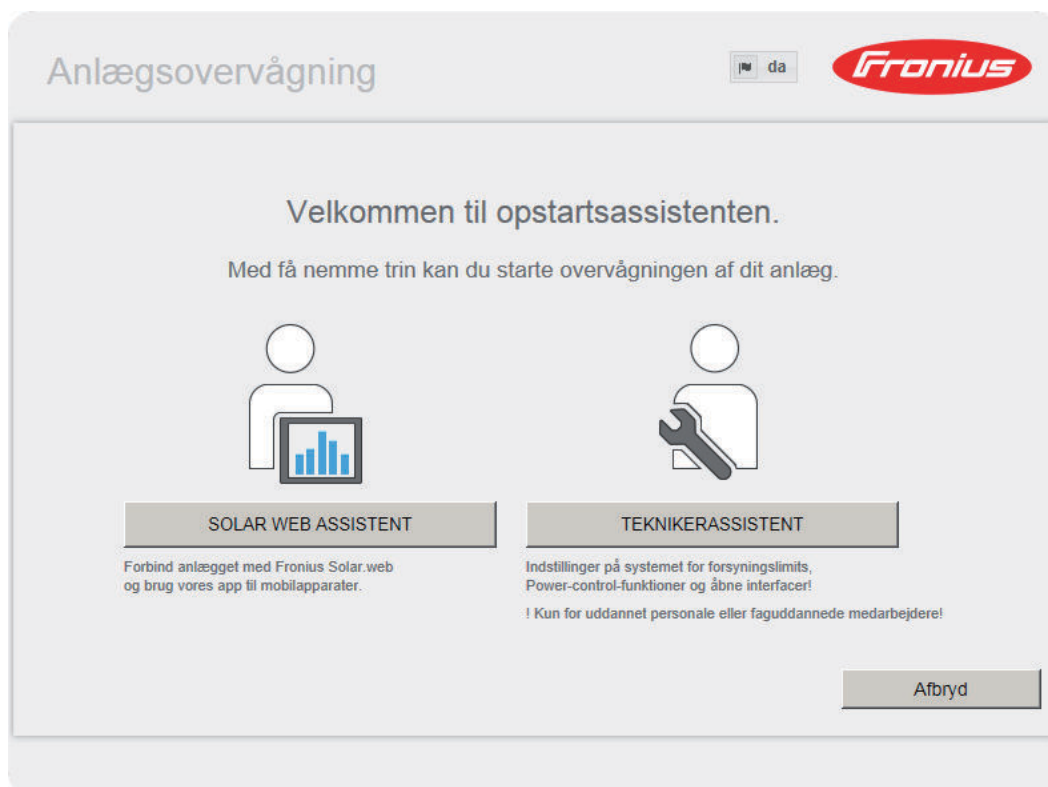 Anlægsovervågning
da
Fronius
Velkommen til opstartsassistenten.
Med få nemme trin kan du starte overvågningen af dit anlæg.
SOLAR WEB ASSISTENT
Forbind anlægget med Fronius Solar.web
og brug vores app til mobilapparater.
TEKNIKERASSISTENT
Indstillinger på systemet for forsyningslimits,
Power-control-funktioner og åbne interfacer!
! Kun for uddannet personale eller faguddannede medarbejdere!
Afbryd